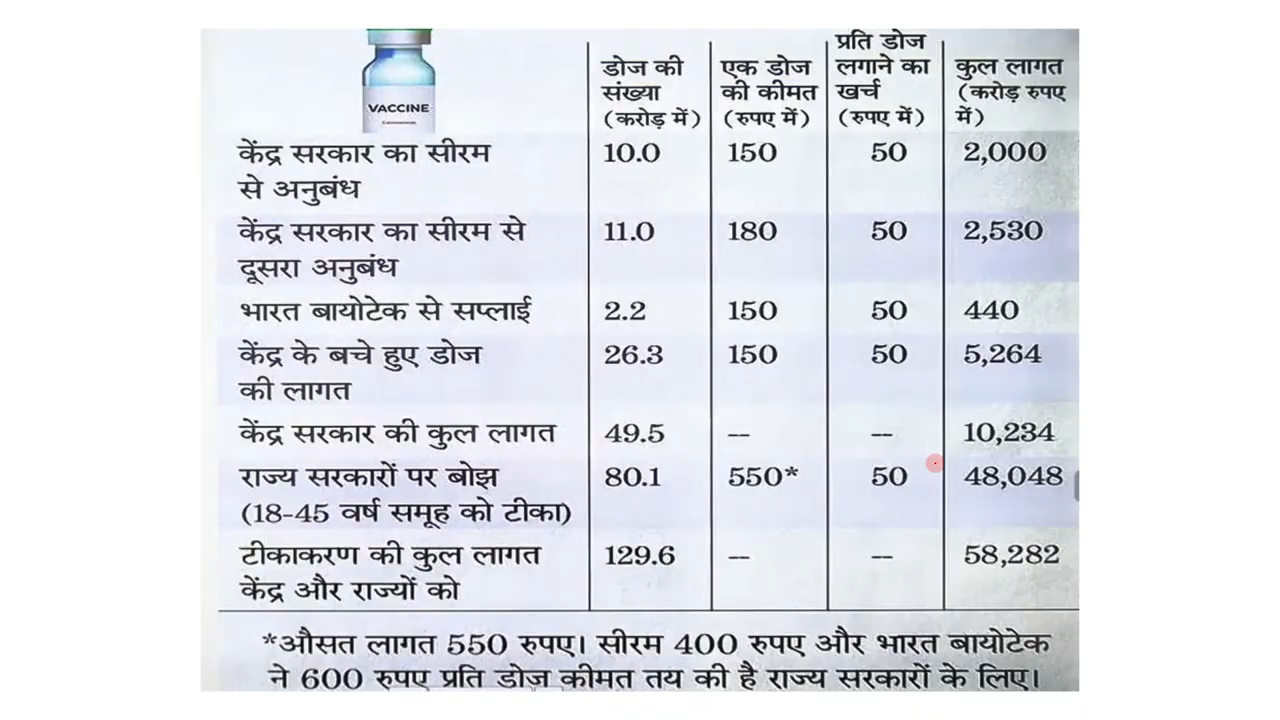 VACCINE
डोज की
संख्या
(करोड़ में)
एक डोज
की कीमत
(रुपए में)
प्रति डोज
लगाने का
खर्च
(रुपए में)
कुल लागत
(करोड़ रुपए
में)
केंद्र सरकार का सीरम 10.0 150 50 2,000
से अनुबंध
केंद्र सरकार का सीरम से 11.0 180 50 2,530
दूसरा अनुबंध
भारत बायोटेक से सप्लाई 2.2 150 50 440
केंद्र के बचे हुए डोज 26.3 150 50 5,264
की लागत
केंद्र सरकार की कुल लागत 49.5 -- -- 10,234
राज्य सरकारों पर बोझ 80.1 550* 50 48,048
(18-45 वर्ष समूह को टीका)
टीकाकरण की कुल लागत 129.6 -- -- 58,282
केंद्र और राज्यों को
*औसत लागत 550 रुपए। सीरम 400 रुपए और भारत बायोटेक
ने 600 रुपए प्रति डोज कीमत तय की है राज्य सरकारों के लिए।